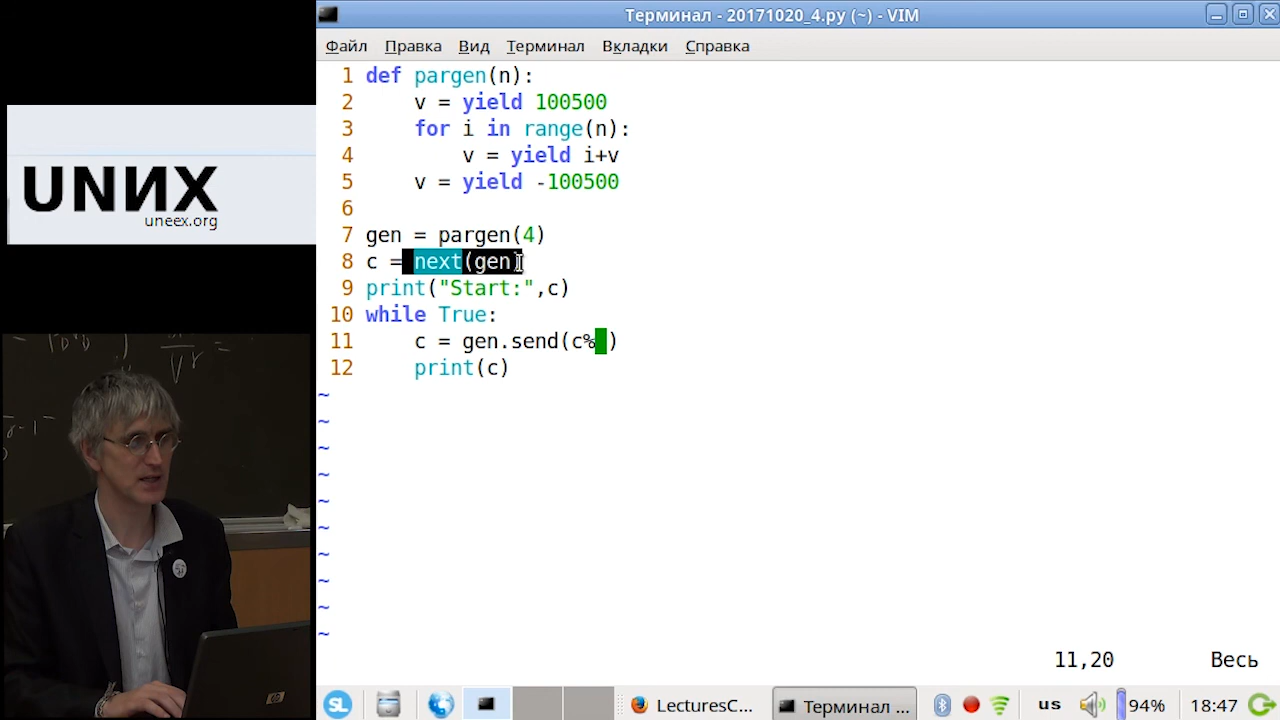 Терминал - 20171020_4.py (~) - VIM
Файл Правка Вид Терминал Вкладки Справка
1 def pargen(n):
2     v = yield 100500
3     for i in range(n):
4         v = yield i+v
5     v = yield -100500
6
7 gen = pargen(4)
8 c = next(gen)
9 print("Start:",c)
10 while True:
11     c = gen.send(c% )
12     print(c)
~
~
~
~
~
~
~
~
~
~
11,20 Весь
UNИX
uneex.org
SL
LecturesC...
Терминал ...
us
94%
18:47